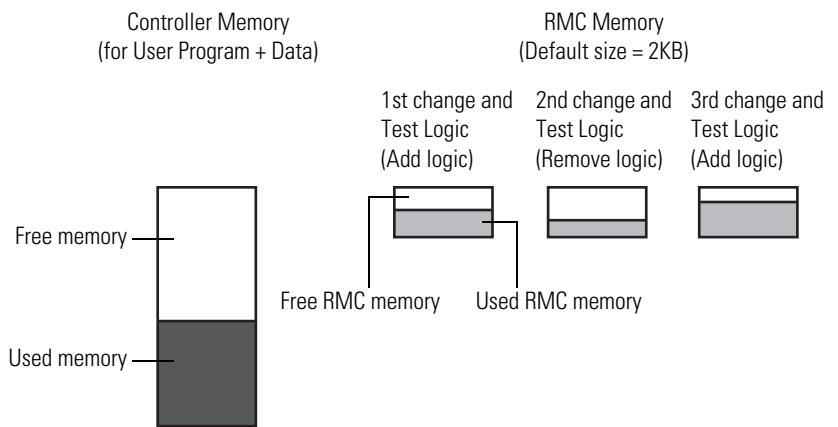 Controller Memory
(for User Program + Data)
RMC Memory
(Default size = 2KB)
1st change and
Test Logic
(Add logic)
2nd change and
Test Logic
(Remove logic)
3rd change and
Test Logic
(Add logic)
Free memory
Free RMC memory
Used RMC memory
Used memory